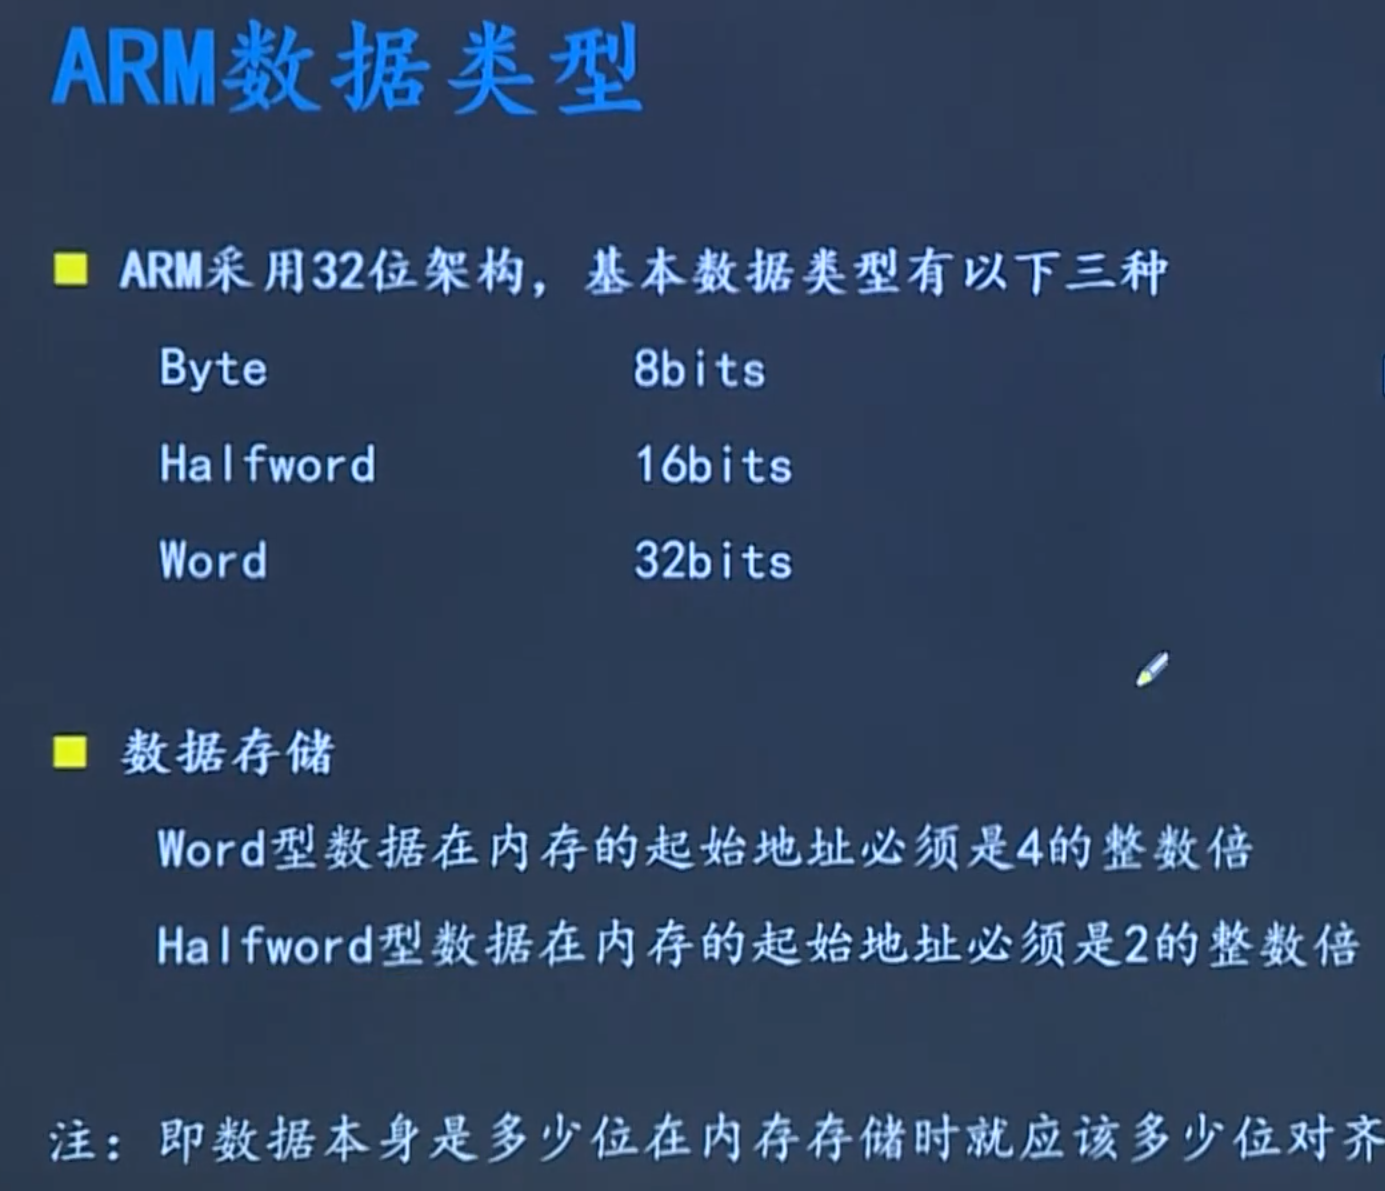 ARM数据类型
ARM采用32位架构，基本数据类型有以下三种
Byte 8bits
Halfword 16bits
Word 32bits
数据存储
Word型数据在内存的起始地址必须是4的整数倍
Halfword型数据在内存的起始地址必须是2的整数倍
注：即数据本身是多少位在内存存储时就应该多少位对齐